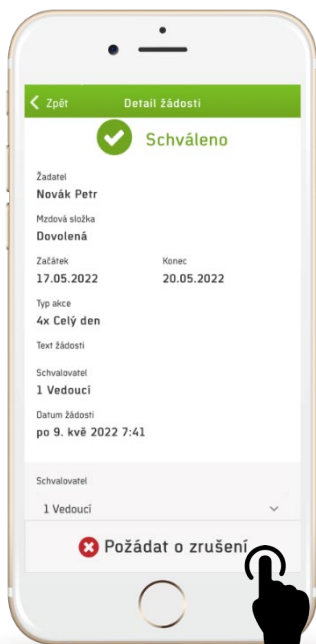 Zpět Detail žádosti
Schváleno
Žadatel
Novák Petr
Mzdová složka
Dovolená
Začátek Konec
17.05.2022 20.05.2022
Typ akce
4x Celý den
Text žádosti
Schvalovatel
1 Vedoucí
Datum žádosti
po 9. kvě 2022 7:41
Schvalovatel
1 Vedoucí
Požádat o zrušení